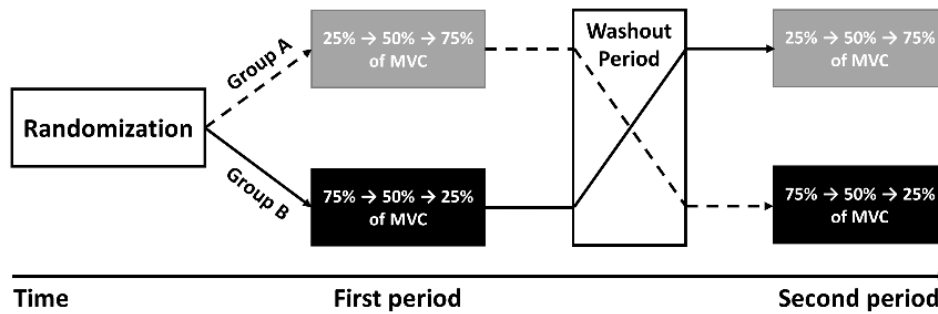 Randomization
Group A
25% → 50% → 75%
of MVC
Group B
75% → 50% → 25%
of MVC
Washout
Period
25% → 50% → 75%
of MVC
75% → 50% → 25%
of MVC
Time
First period
Second period